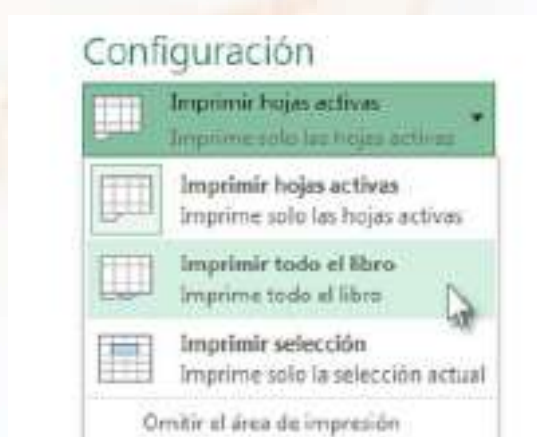 Configuración
Imprimir hojas activas
Imprime solo las hojas activas
Imprimir hojas activas
Imprime solo las hojas activas
Imprimir todo el libro
Imprime todo el libro
Imprimir selección
Imprime solo la selección actual
Omitir el área de impresión